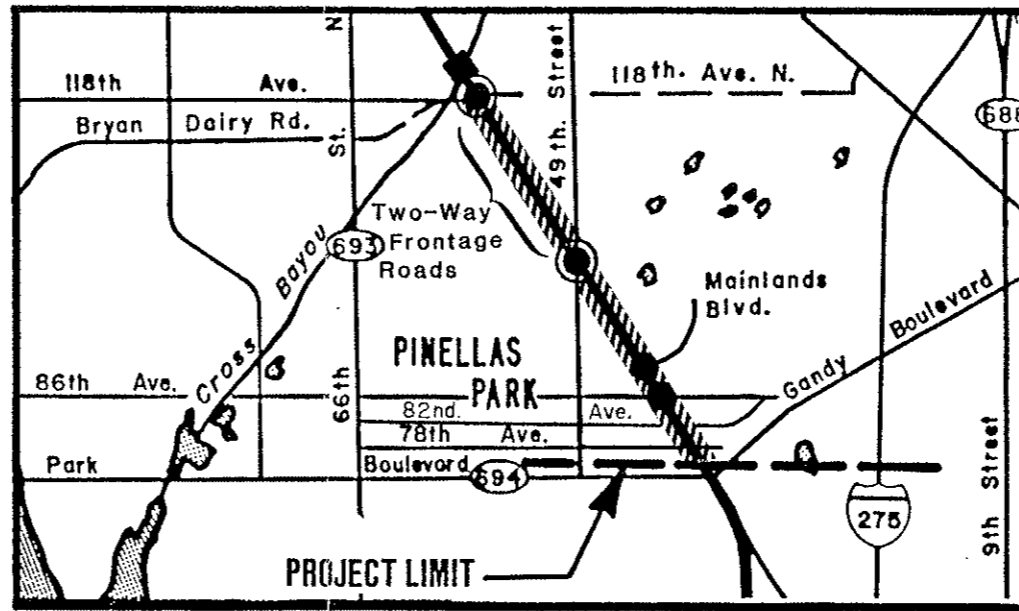 118th Ave.
Bryan Dairy Rd.
N
St.
66th
49th. Street
118th. Ave. N.
688
Two-Way
Frontage
Roads
693
Cross Bayou
Mainlands
Blvd.
Gandy Boulevard
PINELLAS
PARK
86th Ave.
82nd. Ave.
78th Ave.
Park Boulevard
694
275
9th Street
PROJECT LIMIT